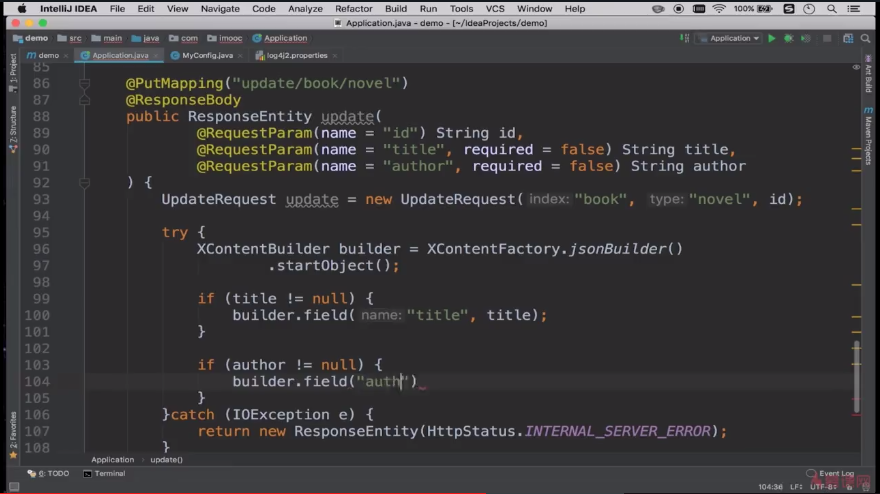 IntelliJ IDEA File Edit View Navigate Code Analyze Refactor Build Run Tools VCS Window Help 100%
Application.java - demo - [~/IdeaProjects/demo]
demo src main java com imooc Application Application
demo Application.java MyConfig.java log4j2.properties
1: Project
Z: Structure
2: Favorites
Ant Build
Maven Projects
85
86 @PutMapping("update/book/novel")
87 @ResponseBody
88 public ResponseEntity update(
89 @RequestParam(name = "id") String id,
90 @RequestParam(name = "title", required = false) String title,
91 @RequestParam(name = "author", required = false) String author
92 ) {
93 UpdateRequest update = new UpdateRequest( index: "book", type: "novel", id);
94
95 try {
96 XContentBuilder builder = XContentFactory.jsonBuilder()
97 .startObject();
98
99 if (title != null) {
100 builder.field( name: "title", title);
101 }
102
103 if (author != null) {
104 builder.field("auth")
105 }
106 }catch (IOException e) {
107 return new ResponseEntity(HttpStatus.INTERNAL_SERVER_ERROR);
108 }
Application update()
6: TODO Terminal Event Log
104:36 LF UTF-8